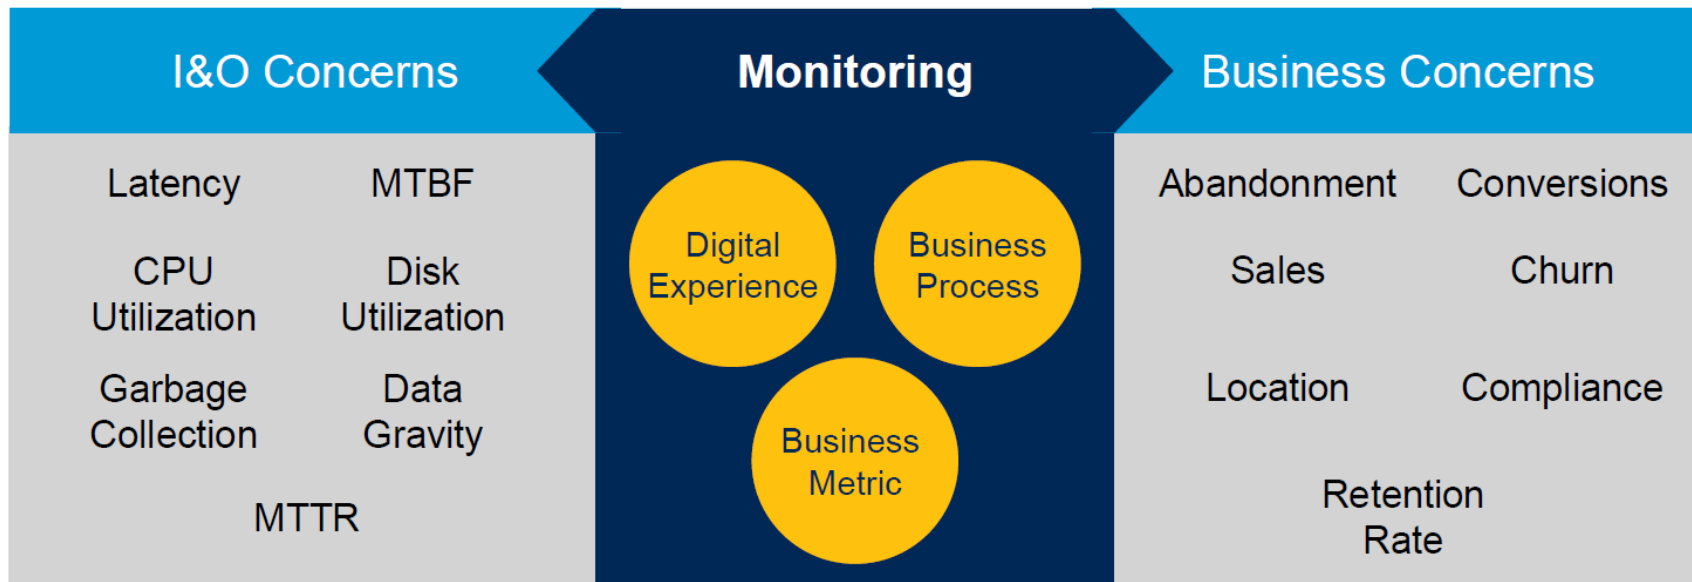 I&O Concerns
Monitoring
Business Concerns
Latency
MTBF
CPU
Utilization
Disk
Utilization
Garbage
Collection
Data
Gravity
MTTR
Digital
Experience
Business
Process
Business
Metric
Abandonment
Conversions
Sales
Churn
Location
Compliance
Retention
Rate